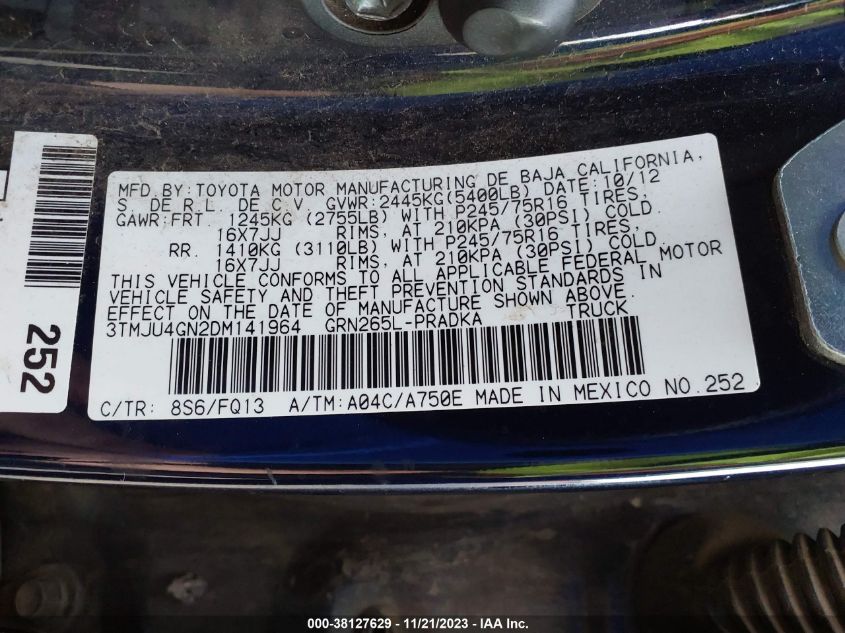 252
MFD. BY: TOYOTA MOTOR MANUFACTURING DE BAJA CALIFORNIA,
S DE R L DE C V. GVWR: 2445KG(5400LB) DATE: 10/12
GAWR: FRT. 1245KG (2755LB) WITH P245/75R16 TIRES,
16X7JJ RIMS, AT 210KPA (30PSI) COLD.
RR. 1410KG (3110LB) WITH P245/75R16 TIRES,
16X7JJ RIMS, AT 210KPA (30PSI) COLD.
THIS VEHICLE CONFORMS TO ALL APPLICABLE FEDERAL MOTOR
VEHICLE SAFETY AND THEFT PREVENTION STANDARDS IN
EFFECT ON THE DATE OF MANUFACTURE SHOWN ABOVE.
3TMJU4GN2DM141964 GRN265L-PRADKA TRUCK
C/TR: 8S6/FQ13 A/TM: A04C/A750E MADE IN MEXICO NO. 252
000-38127629 - 11/21/2023 - IAA Inc.